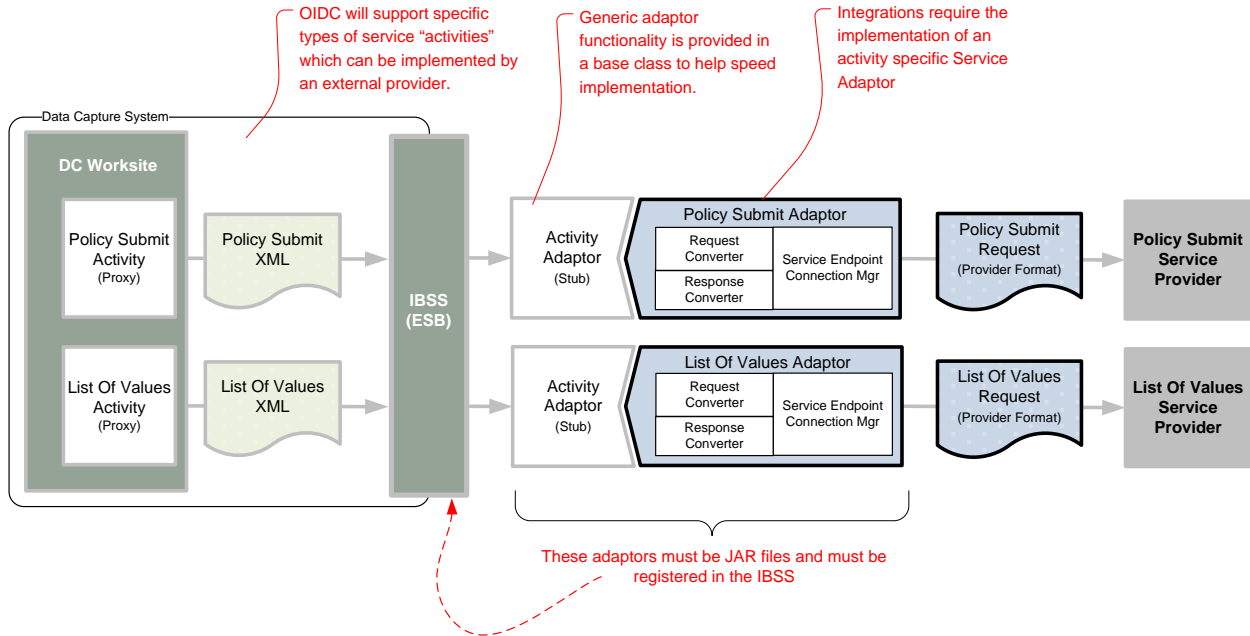 OIDC will support specific
types of service “activities”
which can be implemented by
an external provider.
Generic adaptor
functionality is provided in
a base class to help speed
implementation.
Integrations require the
implementation of an
activity specific Service
Adaptor
Data Capture System
DC Worksite
Policy Submit
Activity
(Proxy)
Policy Submit
XML
IBSS
(ESB)
Activity
Adaptor
(Stub)
Policy Submit Adaptor
Request
Converter
Response
Converter
Service Endpoint
Connection Mgr
Policy Submit
Request
(Provider Format)
Policy Submit
Service
Provider
List Of Values
Activity
(Proxy)
List Of Values
XML
Activity
Adaptor
(Stub)
List Of Values Adaptor
Request
Converter
Response
Converter
Service Endpoint
Connection Mgr
List Of Values
Request
(Provider Format)
List Of Values
Service
Provider
These adaptors must be JAR files and must be
registered in the IBSS